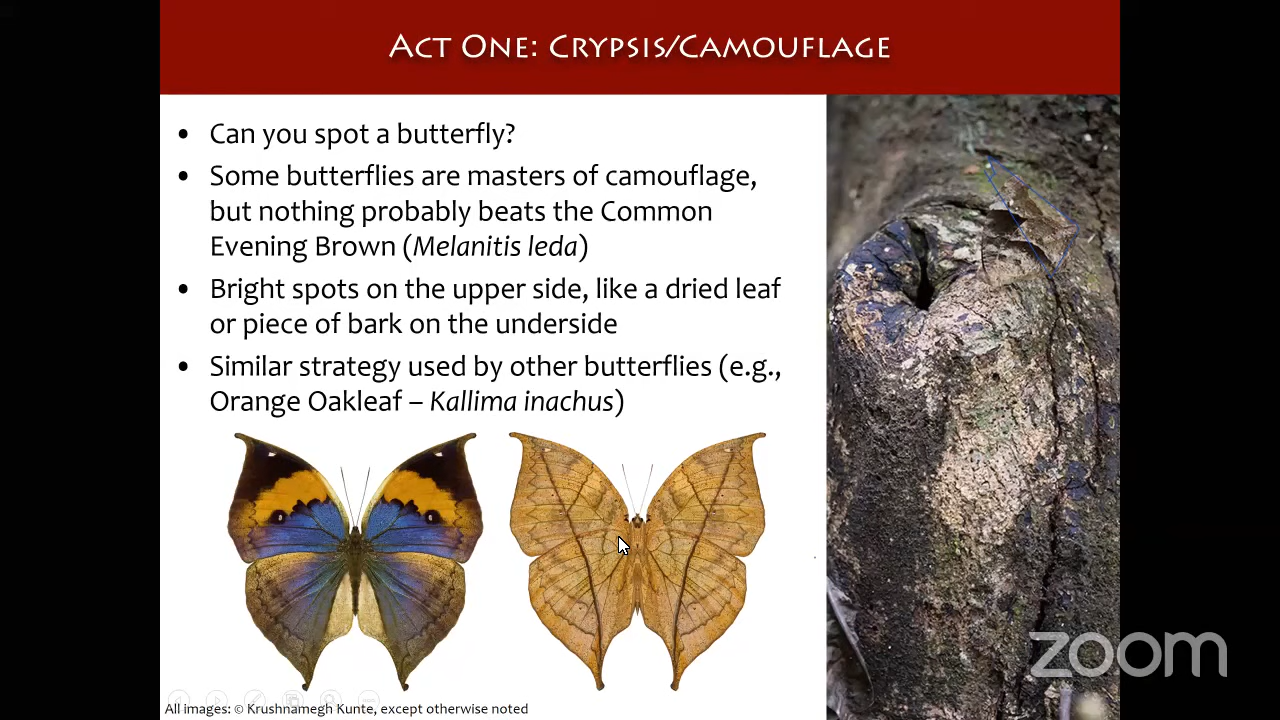 Act One: Crypsis/Camouflage
• Can you spot a butterfly?
• Some butterflies are masters of camouflage,
but nothing probably beats the Common
Evening Brown (Melanitis leda)
• Bright spots on the upper side, like a dried leaf
or piece of bark on the underside
• Similar strategy used by other butterflies (e.g.,
Orange Oakleaf – Kallima inachus)
All images: © Krushnamegh Kunte, except otherwise noted
zoom